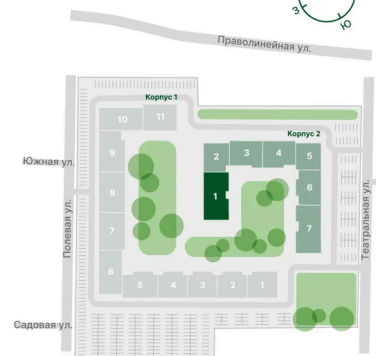 З
Ю
Праволинейная ул.
Корпус 1
10 11
Корпус 2
9
2 3 4 5
Южная ул.
8
1
6
Полевая ул.
7
7
Театральная ул.
6
5 4 3 2 1
Садовая ул.